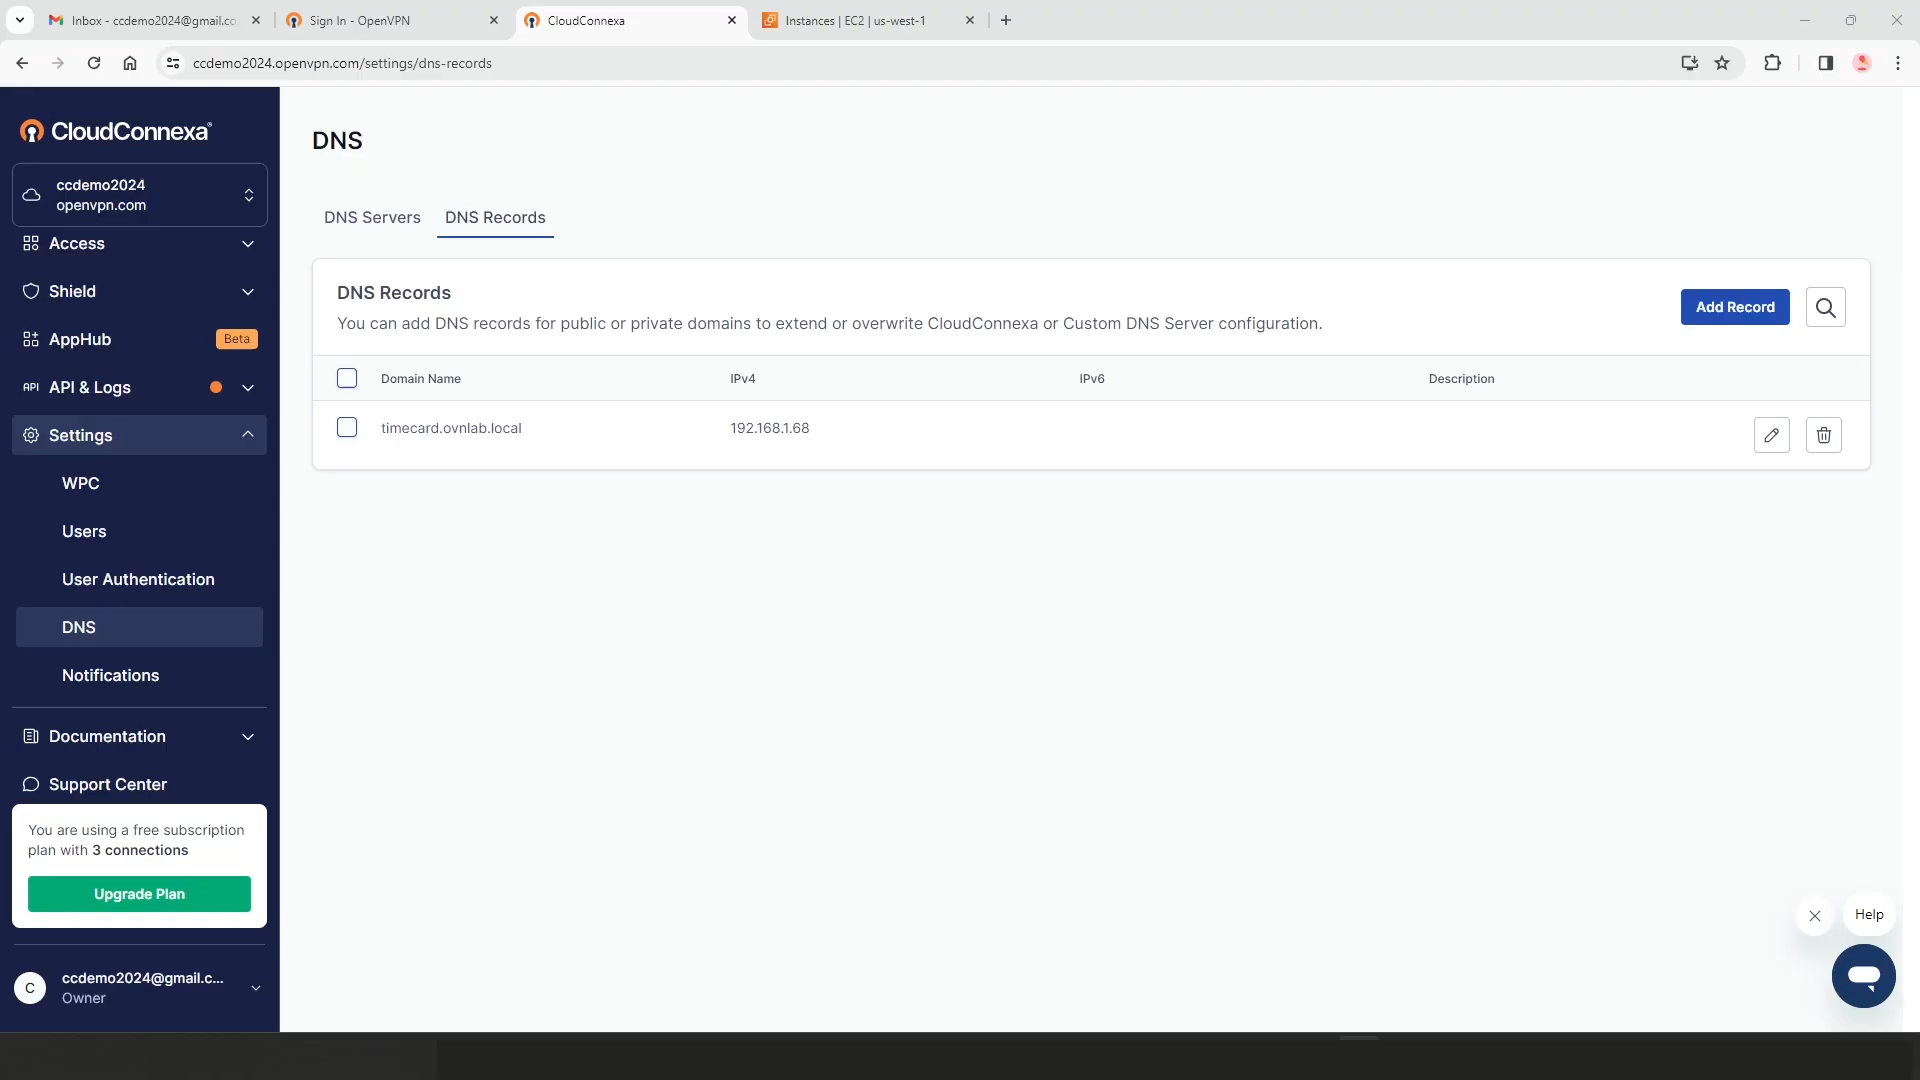 Inbox - ccdemo2024@gmail.co
Sign In - OpenVPN
CloudConnexa
Instances | EC2 | us-west-1
ccdemo2024.openvpn.com/settings/dns-records
CloudConnexa®
ccdemo2024
openvpn.com
Access
Shield
AppHub
Beta
API
API & Logs
Settings
WPC
Users
User Authentication
DNS
Notifications
Documentation
Support Center
You are using a free subscription
plan with 3 connections
Upgrade Plan
C
ccdemo2024@gmail.c...
Owner
DNS
DNS Servers
DNS Records
DNS Records
You can add DNS records for public or private domains to extend or overwrite CloudConnexa or Custom DNS Server configuration.
Add Record
Domain Name
IPv4
IPv6
Description
timecard.ovnlab.local
192.168.1.68
Help